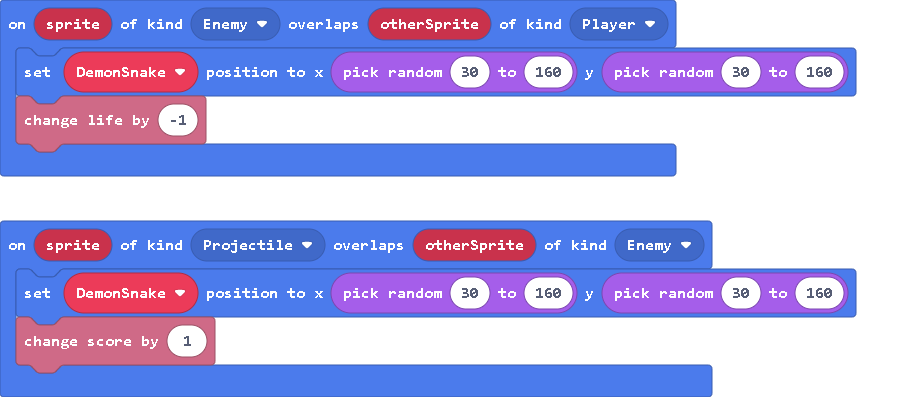 on sprite of kind Enemy overlaps otherSprite of kind Player
set DemonSnake position to x pick random 30 to 160 y pick random 30 to 160
change life by -1
on sprite of kind Projectile overlaps otherSprite of kind Enemy
set DemonSnake position to x pick random 30 to 160 y pick random 30 to 160
change score by 1